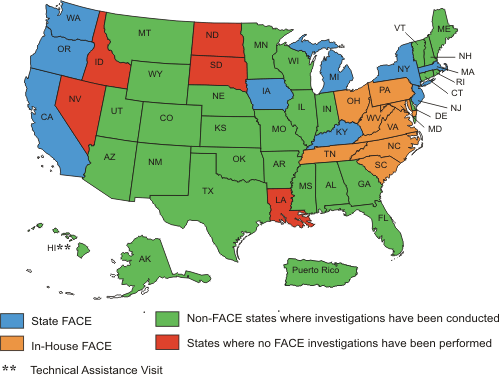 WA
MT
ND
MN
VT
ME
OR
ID
SD
WI
NH
MI
NY
MA
RI
CT
WY
IA
PA
NJ
NV
NE
OH
DE
CA
UT
CO
IL
IN
WV
MD
KS
MO
KY
VA
AZ
NM
OK
AR
TN
NC
SC
TX
LA
MS
AL
GA
FL
HI**
AK
Puerto Rico
State FACE
Non-FACE states where investigations have been conducted
In-House FACE
States where no FACE investigations have been performed
** Technical Assistance Visit